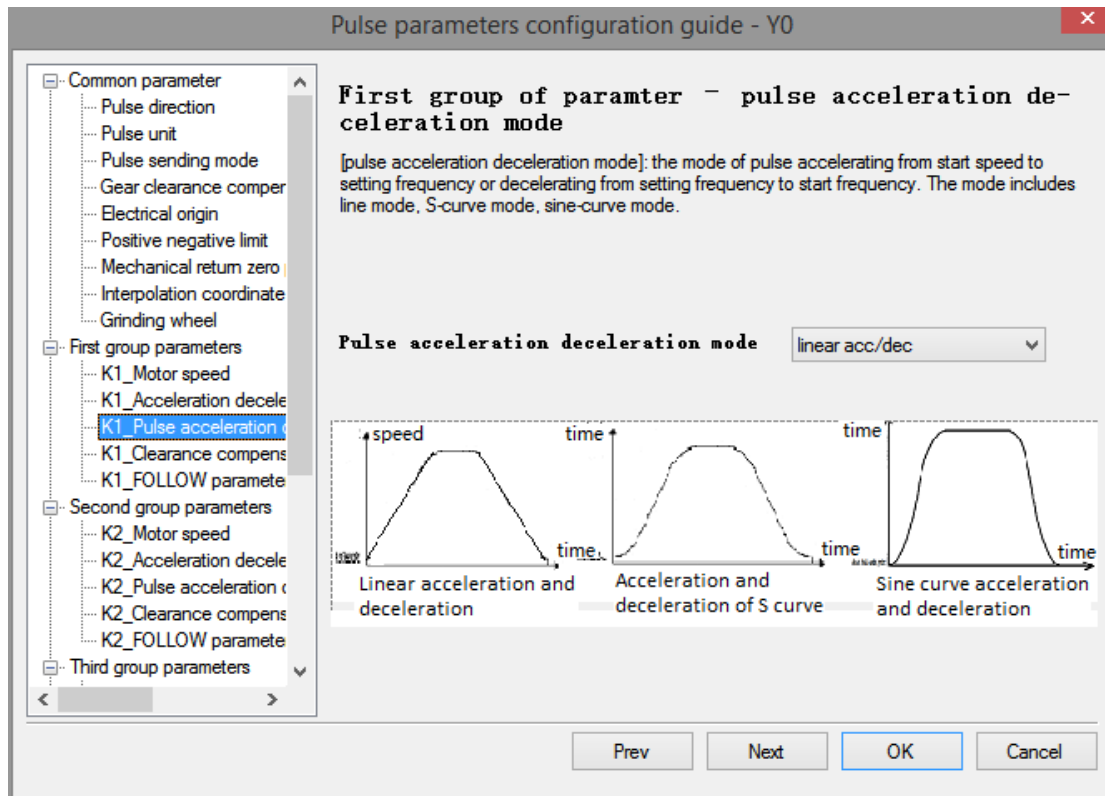 Pulse parameters configuration guide - Y0
Common parameter
Pulse direction
Pulse unit
Pulse sending mode
Gear clearance comper
Electrical origin
Positive negative limit
Mechanical return zero
Interpolation coordinate
Grinding wheel
First group parameters
K1_Motor speed
K1_Acceleration decele
K1_Pulse acceleration
K1_Clearance compens
K1_FOLLOW paramete
Second group parameters
K2_Motor speed
K2_Acceleration decele
K2_Pulse acceleration
K2_Clearance compens
K2_FOLLOW paramete
Third group parameters
First group of paramter - pulse acceleration de-
celeration mode
[pulse acceleration deceleration mode]: the mode of pulse accelerating from start speed to
setting frequency or decelerating from setting frequency to start frequency. The mode includes
line mode, S-curve mode, sine-curve mode.
Pulse acceleration deceleration mode
linear acc/dec
speed
time
Linear acceleration and
deceleration
time
time
Acceleration and
deceleration of S curve
time
time
Sine curve acceleration
and deceleration
Prev
Next
OK
Cancel